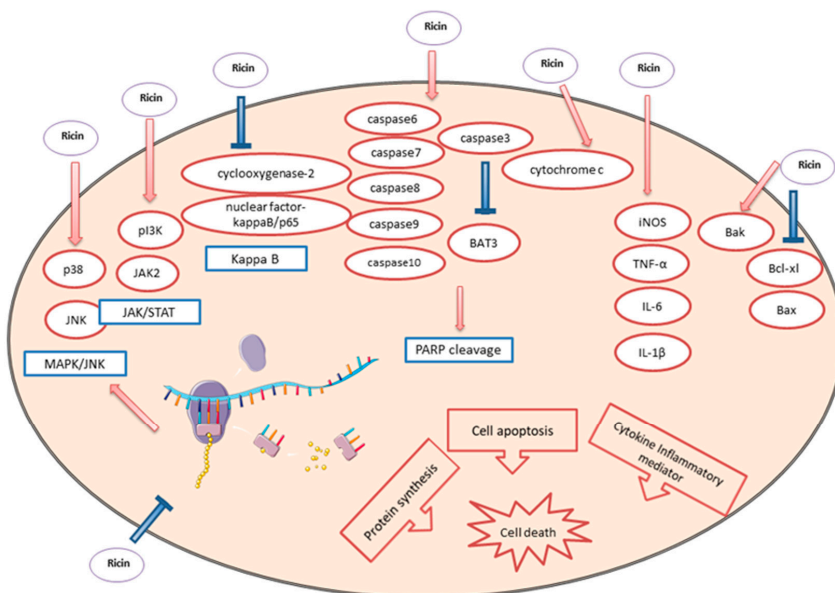 Ricin
Ricin
Ricin
Ricin
Ricin
Ricin
Ricin
Ricin
caspase6
caspase3
caspase7
cyclooxygenase-2
cytochrome c
caspase8
nuclear factor-
kappaB/p65
caspase9
pI3K
iNOS
Bak
BAT3
Kappa B
caspase10
p38
JAK2
TNF-α
Bcl-xl
JNK
JAK/STAT
IL-6
Bax
MAPK/JNK
PARP cleavage
IL-1β
Cell apoptosis
Cytokine Inflammatory
mediator
Protein synthesis
Cell death
Ricin